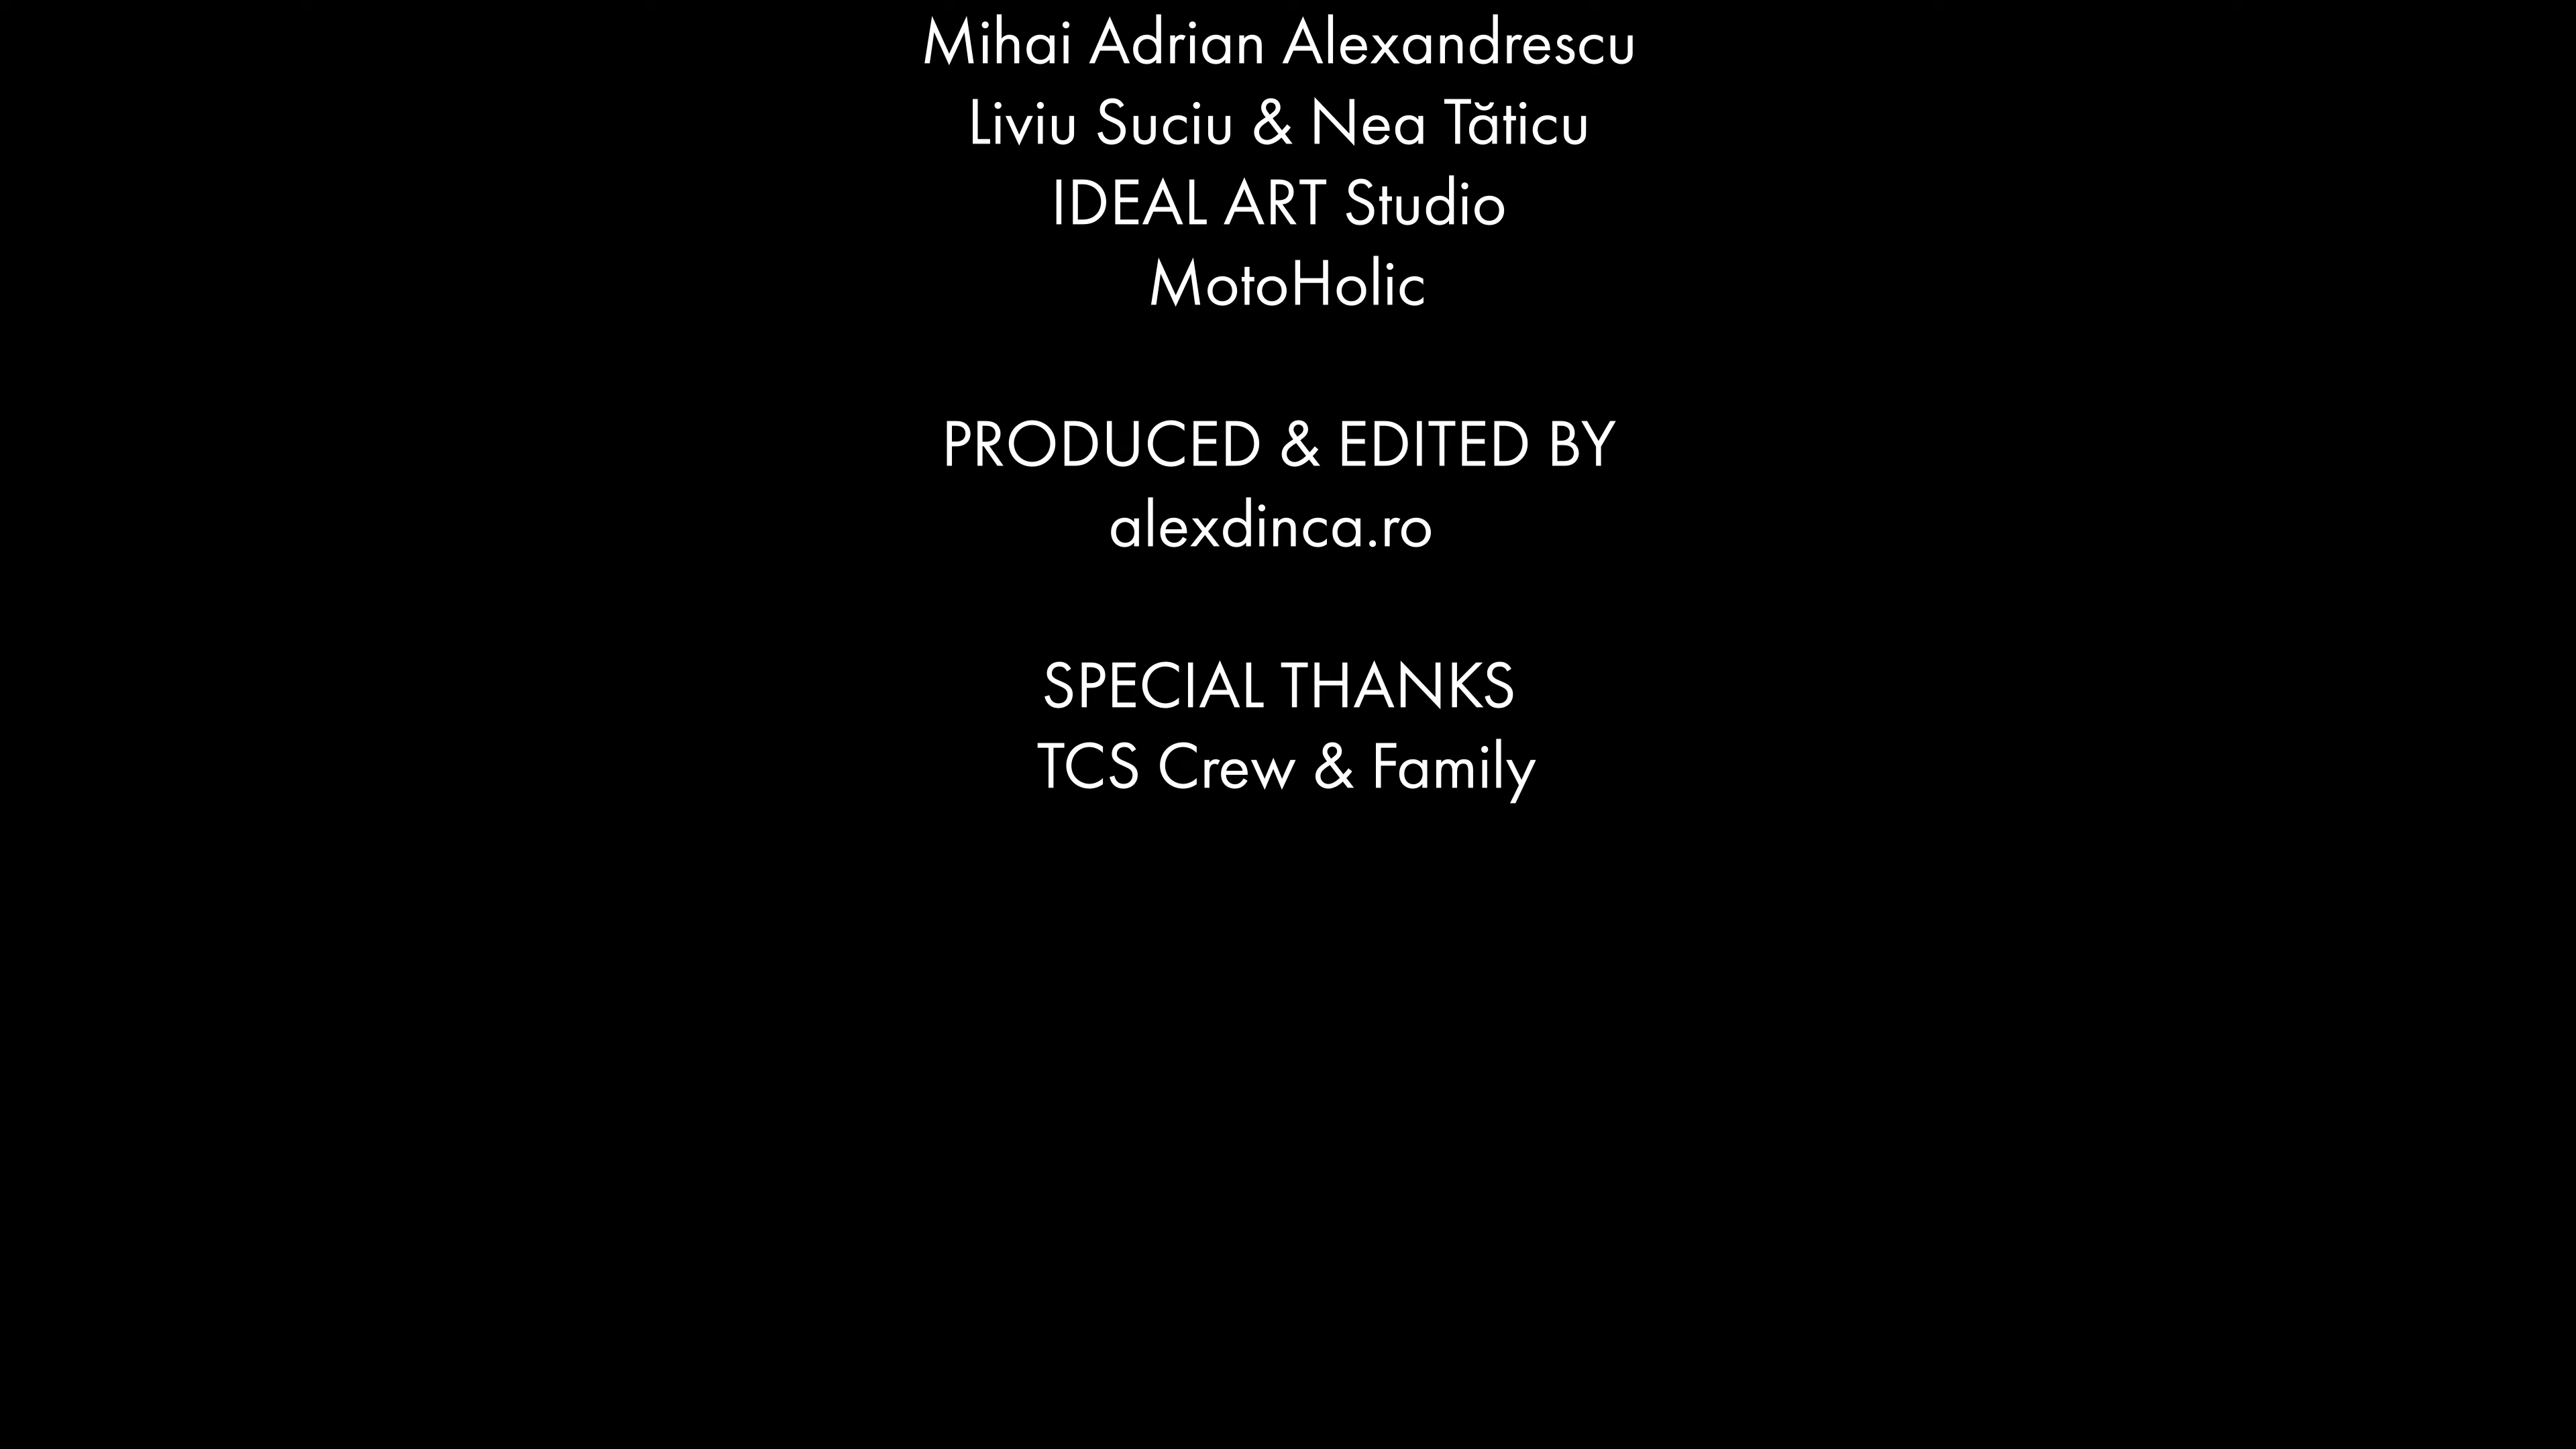 Mihai Adrian Alexandrescu
Liviu Suciu & Nea Tăticu
IDEAL ART Studio
MotoHolic
PRODUCED & EDITED BY
alexdinca.ro
SPECIAL THANKS
TCS Crew & Family